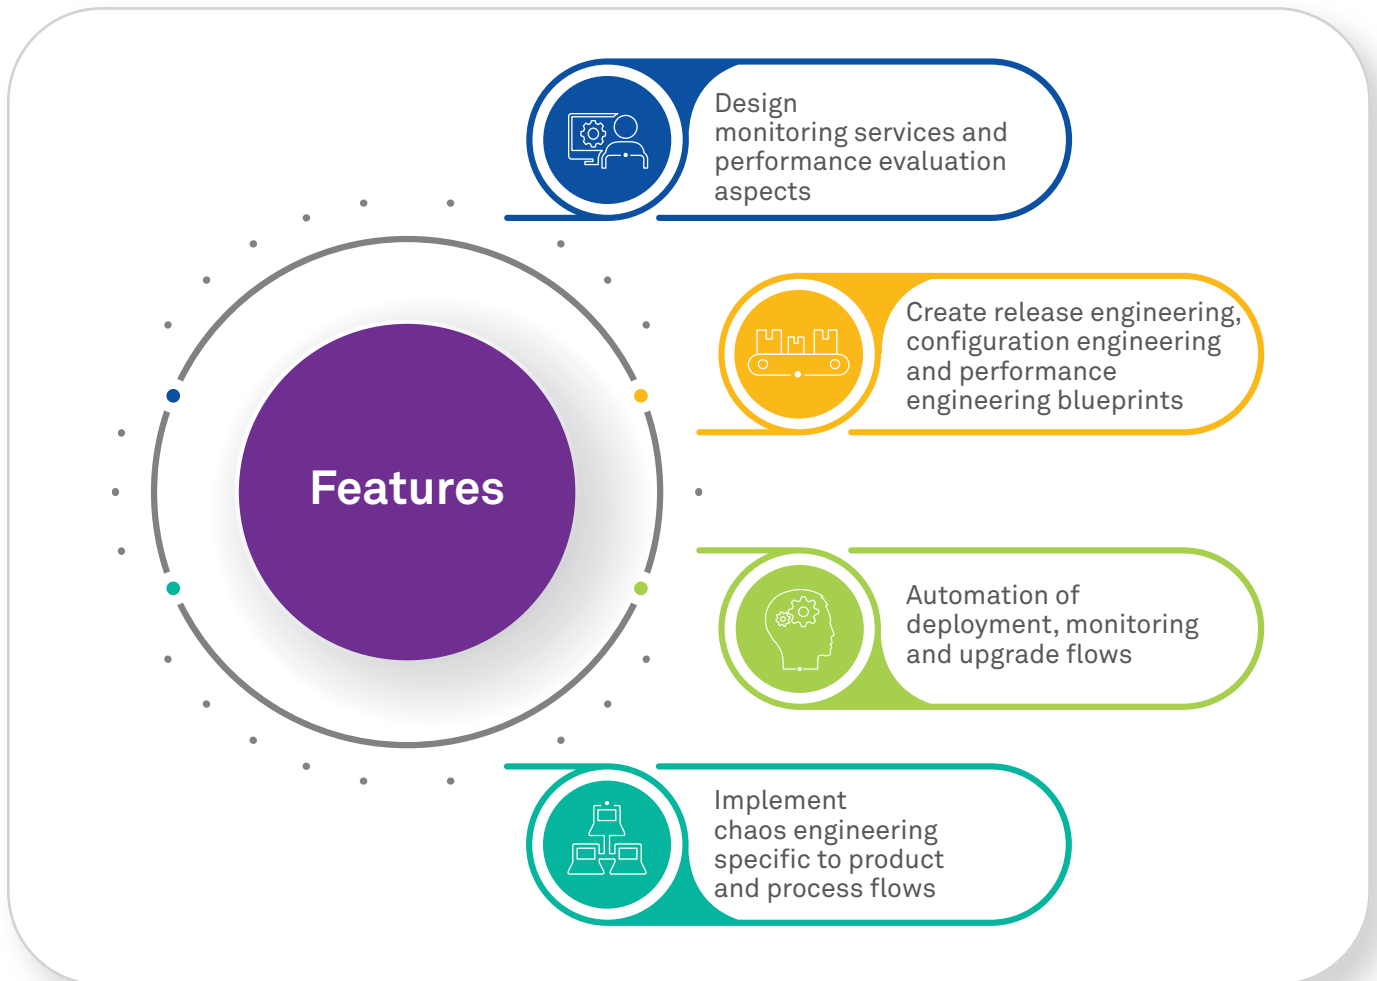 Features
Design
monitoring services and
performance evaluation
aspects
Create release engineering,
configuration engineering
and performance
engineering blueprints
Automation of
deployment, monitoring
and upgrade flows
Implement
chaos engineering
specific to product
and process flows